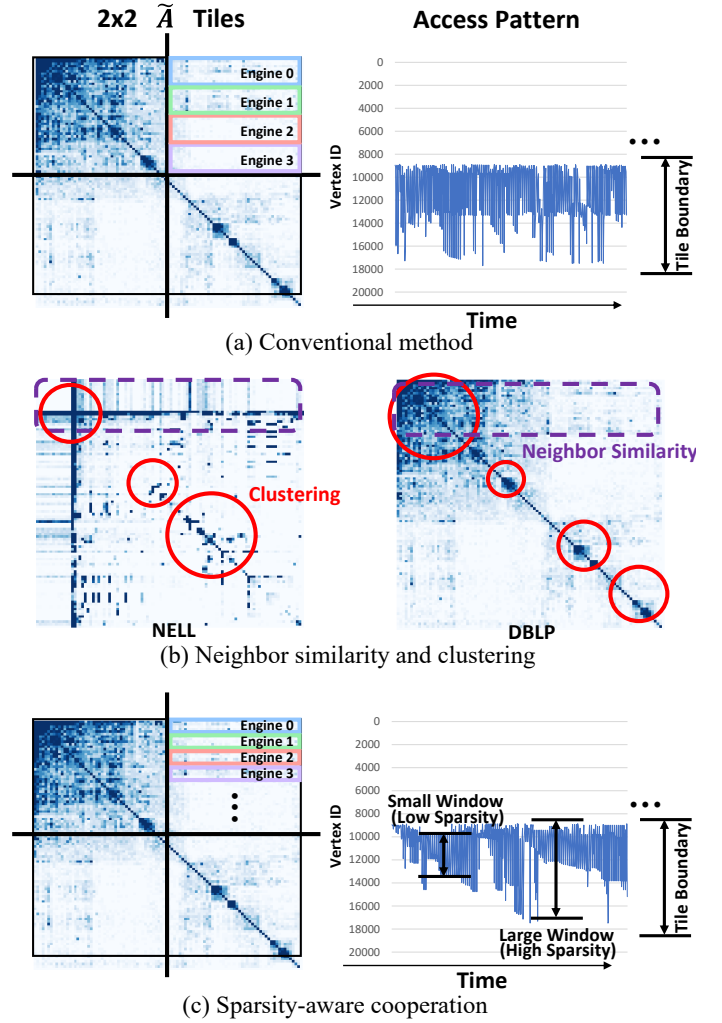 2x2 Ã Tiles
Access Pattern
Engine 0
Engine 1
Engine 2
Engine 3
Vertex ID
0
2000
4000
6000
8000
10000
12000
14000
16000
18000
20000
•••
Tile Boundary
Time
(a) Conventional method
Clustering
Neighbor Similarity
NELL
DBLP
(b) Neighbor similarity and clustering
Engine 0
Engine 1
Engine 2
Engine 3
Vertex ID
0
2000
4000
6000
8000
10000
12000
14000
16000
18000
20000
Small Window
(Low Sparsity)
Large Window
(High Sparsity)
•••
Tile Boundary
Time
(c) Sparsity-aware cooperation